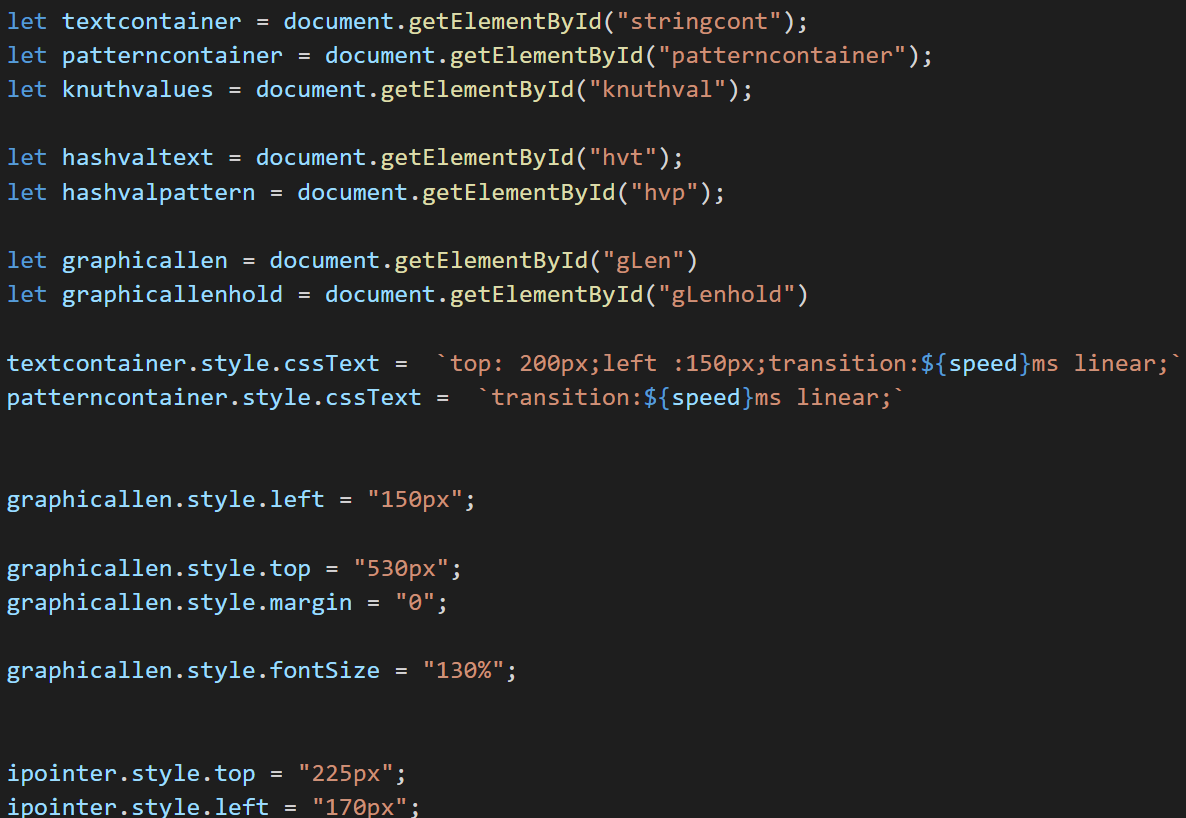 let textcontainer = document.getElementById("stringcont");
let patterncontainer = document.getElementById("patterncontainer");
let knuthvalues = document.getElementById("knuthval");
let hashvaltext = document.getElementById("hvt");
let hashvalpattern = document.getElementById("hvp");
let graphicallen = document.getElementById("gLen")
let graphicallenhold = document.getElementById("gLenhold")
textcontainer.style.cssText =  `top: 200px;left :150px;transition:${speed}ms linear;`
patterncontainer.style.cssText =  `transition:${speed}ms linear;`
graphicallen.style.left = "150px";
graphicallen.style.top = "530px";
graphicallen.style.margin = "0";
graphicallen.style.fontSize = "130%";
ipointer.style.top = "225px";
ipointer.style.left = "170px";